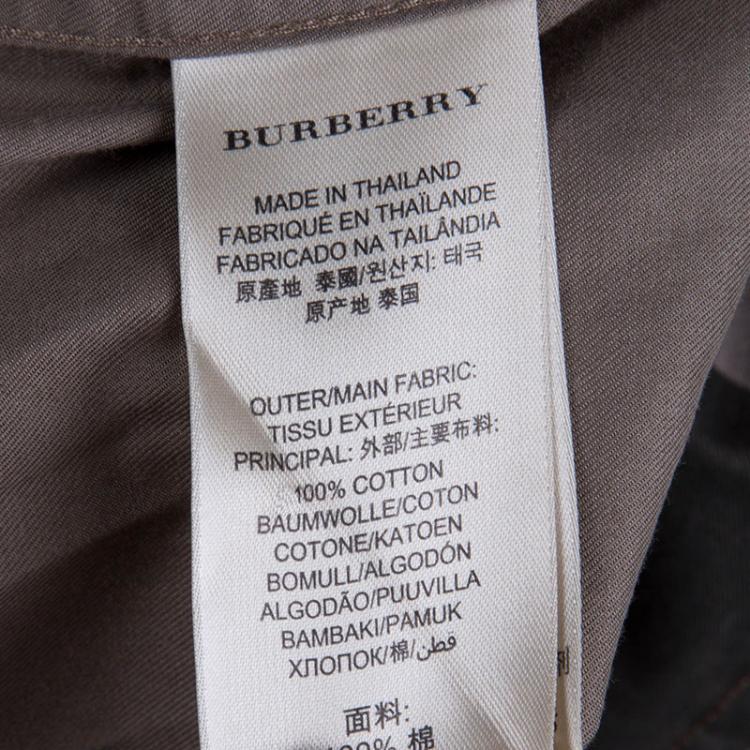 BURBERRY
MADE IN THAILAND
FABRIQUÉ EN THAÏLANDE
FABRICADO NA TAILÂNDIA
原產地 泰國/원산지: 태국
原产地 泰国
OUTER/MAIN FABRIC:
TISSU EXTÉRIEUR
PRINCIPAL: 外部/主要布料:
100% COTTON
BAUMWOLLE/COTON
COTONE/KATOEN
BOMULL/ALGODÓN
ALGODÃO/PUUVILLA
BAMBAKI/PAMUK
ХЛОПОК/棉/قطن
面料:
100% 棉